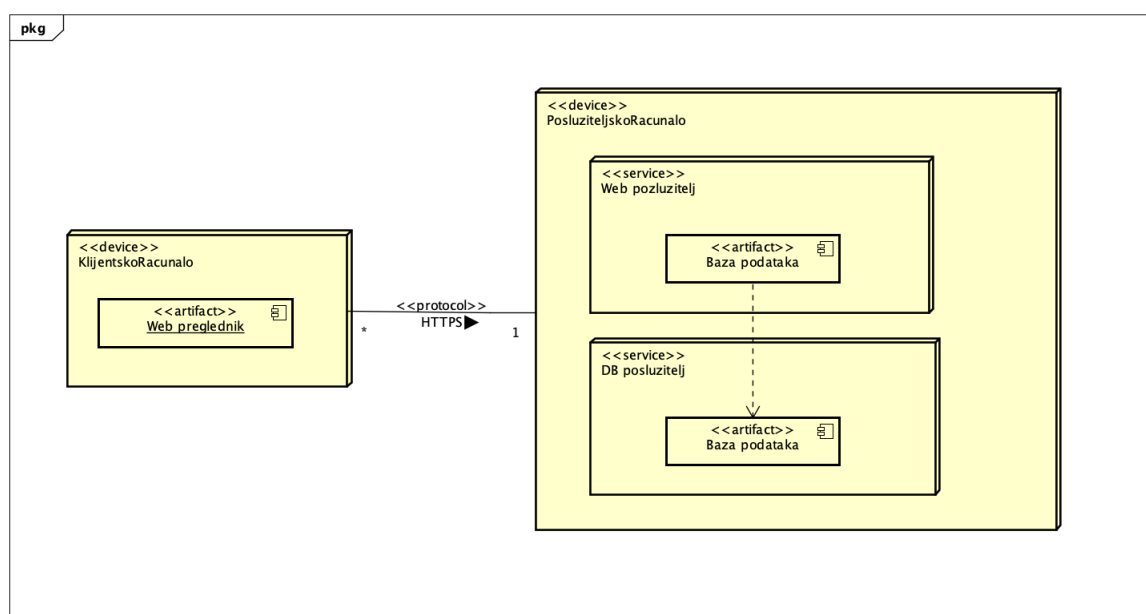 pkg
<<device>>
KlijentskoRacunalo
<<artifact>>
Web preglednik
<<protocol>>
HTTPS
*
1
<<device>>
PosluziteljskoRacunalo
<<service>>
Web pozluzitelj
<<artifact>>
Baza podataka
<<service>>
DB posluzitelj
<<artifact>>
Baza podataka